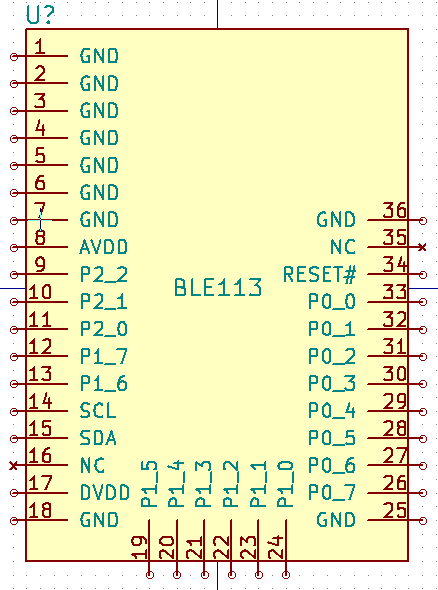 U?
1 GND
2 GND
3 GND
4 GND
5 GND
6 GND
7 GND GND 36
8 AVDD NC 35
9 P2_2 RESET# 34
10 P2_1 BLE113 P0_0 33
11 P2_0 P0_1 32
12 P1_7 P0_2 31
13 P1_6 P0_3 30
14 SCL P0_4 29
15 SDA P0_5 28
16 NC P0_6 27
17 DVDD P0_7 26
18 GND GND 25
P1_5 P1_4 P1_3 P1_2 P1_1 P1_0
19 20 21 22 23 24